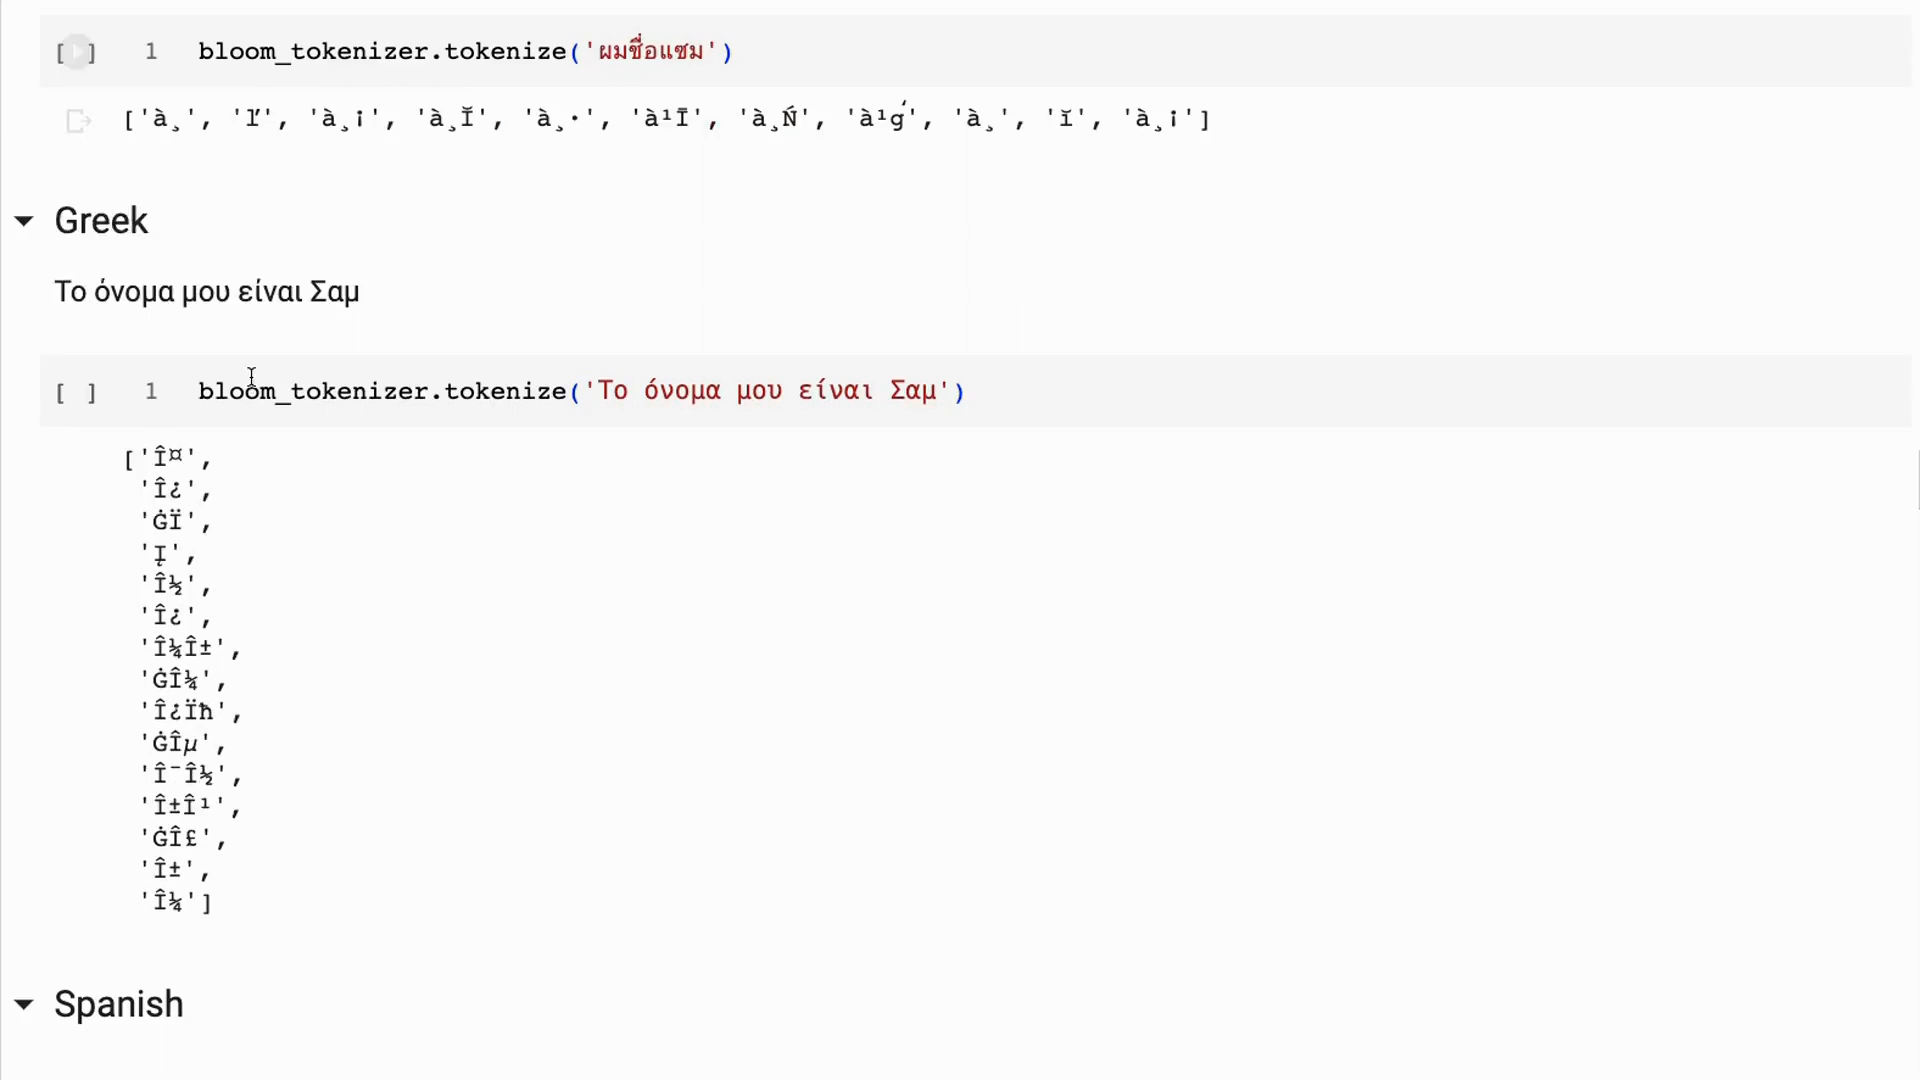 [ ] 1 bloom_tokenizer.tokenize('ผมชื่อแซม')
['à¸', 'ľ', 'à¸¡', 'à¸Ĭ', 'à¸·', 'à¹Ī', 'à¸Ń', 'à¹ģ', 'à¸', 'ĭ', 'à¸¡']
Greek
Το όνομα μου είναι Σαμ
[ ] 1 bloom_tokenizer.tokenize('Το όνομα μου είναι Σαμ')
['Î¤',
'Î¿',
'ĠÏ',
'Į',
'Î½',
'Î¿',
'Î¼Î±',
'ĠÎ¼',
'Î¿Ïħ',
'ĠÎµ',
'Î¯Î½',
'Î±Î¹',
'ĠÎ£',
'Î±',
'Î¼']
Spanish